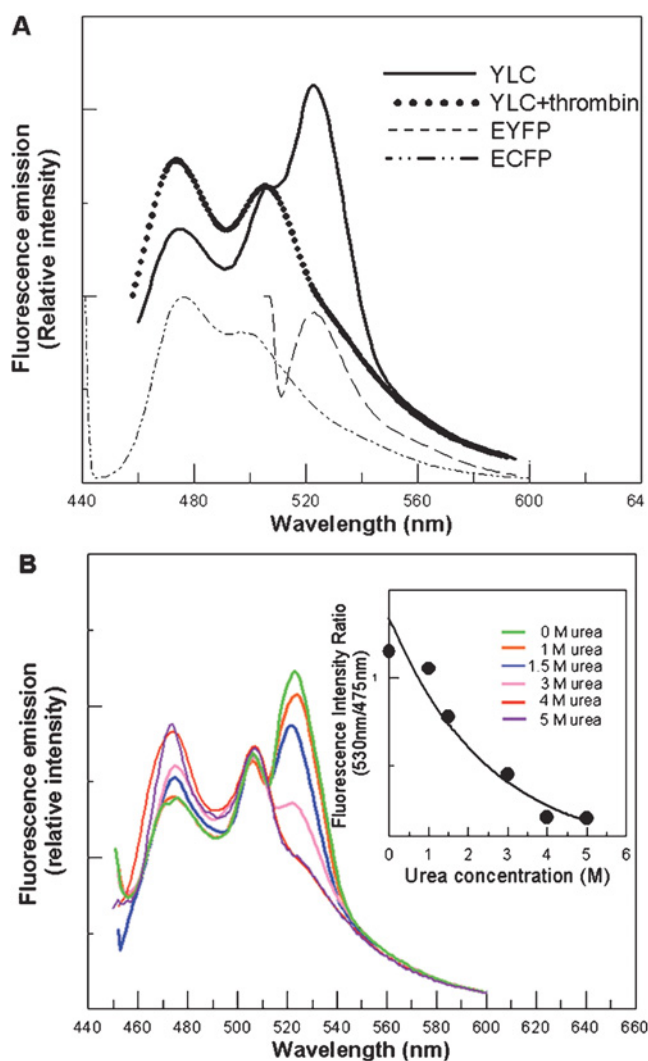 A
YLC
YLC+thrombin
EYFP
ECFP
Fluorescence emission
(Relative intensity)
440 480 520 560 600 64
Wavelength (nm)
B
Fluorescence emission
(relative intensity)
Fluorescence Intensity Ratio
(530nm/475nm)
1
0 M urea
1 M urea
1.5 M urea
3 M urea
4 M urea
5 M urea
0 1 2 3 4 5 6
Urea concentration (M)
440 460 480 500 520 540 560 580 600 620 640 660
Wavelength (nm)